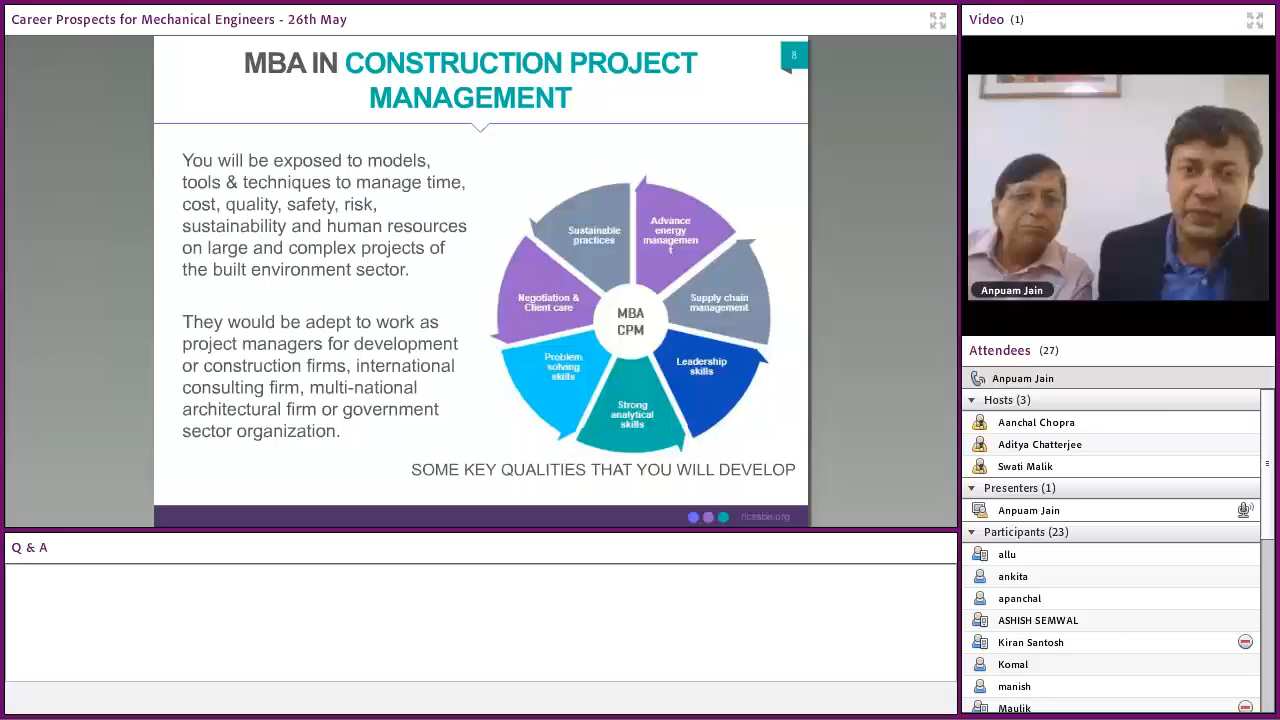 Career Prospects for Mechanical Engineers - 26th May
MBA IN CONSTRUCTION PROJECT
MANAGEMENT
8
You will be exposed to models,
tools & techniques to manage time,
cost, quality, safety, risk,
sustainability and human resources
on large and complex projects of
the built environment sector.
They would be adept to work as
project managers for development
or construction firms, international
consulting firm, multi-national
architectural firm or government
sector organization.
Sustainable
practices
Advance
energy
managemen
t
Negotiation &
Client care
Supply chain
management
MBA
CPM
Problem
solving
skills
Leadership
skills
Strong
analytical
skills
SOME KEY QUALITIES THAT YOU WILL DEVELOP
ricssbe.org
Q & A
Video (1)
Anpuam Jain
Attendees (27)
Anpuam Jain
Hosts (3)
Aanchal Chopra
Aditya Chatterjee
Swati Malik
Presenters (1)
Anpuam Jain
Participants (23)
allu
ankita
apanchal
ASHISH SEMWAL
Kiran Santosh
Komal
manish
Maulik